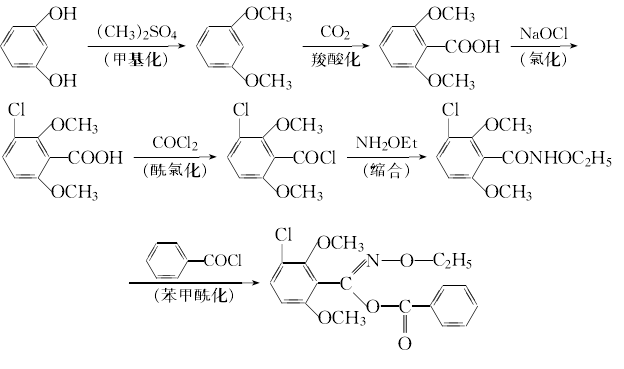 OH OCH3 OCH3
(CH3)2SO4 CO2 COOH NaOCl
(甲基化) 羧酸化 (氯化)
OH OCH3 OCH3
Cl Cl Cl
OCH3 OCH3 OCH3
COOH COCl2 COCl NH2OEt CONHOC2H5
(酰氯化) (缩合)
OCH3 OCH3 OCH3
COCl Cl OCH3 N—O—C2H5
(苯甲酰化) C
O—C
OCH3
O